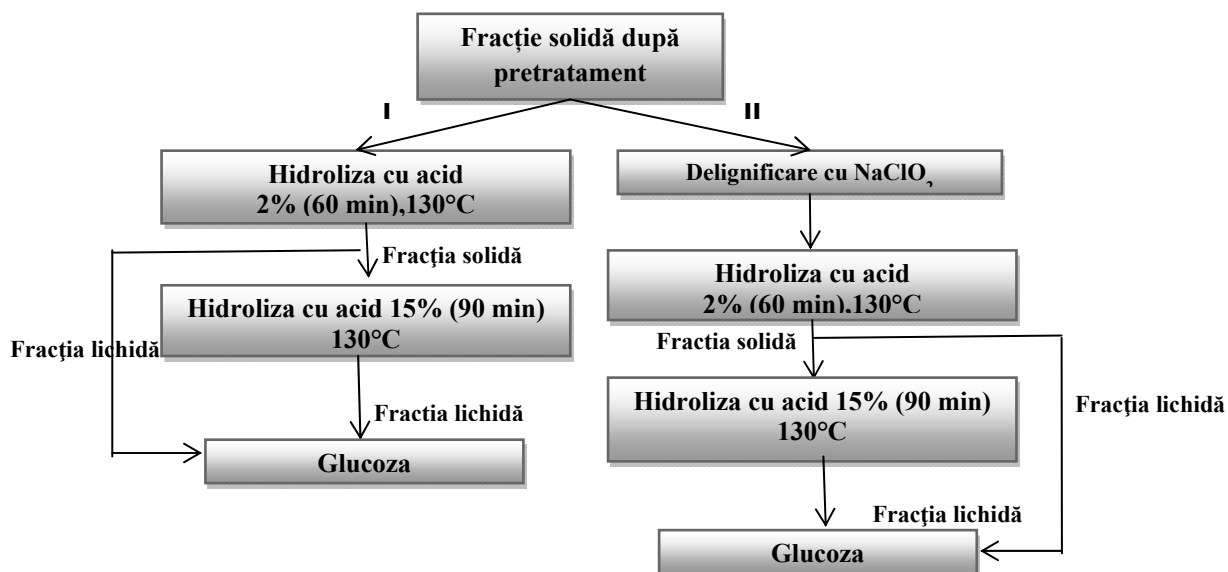 Fracție solidă după
pretratament
I
II
Hidroliza cu acid
2% (60 min),130°C
Delignificare cu NaClO₂
Fracţia solidă
Hidroliza cu acid
2% (60 min),130°C
Hidroliza cu acid 15% (90 min)
130°C
Fracţia lichidă
Fractia solidă
Fractia lichidă
Hidroliza cu acid 15% (90 min)
130°C
Fracţia lichidă
Glucoza
Fracţia lichidă
Glucoza